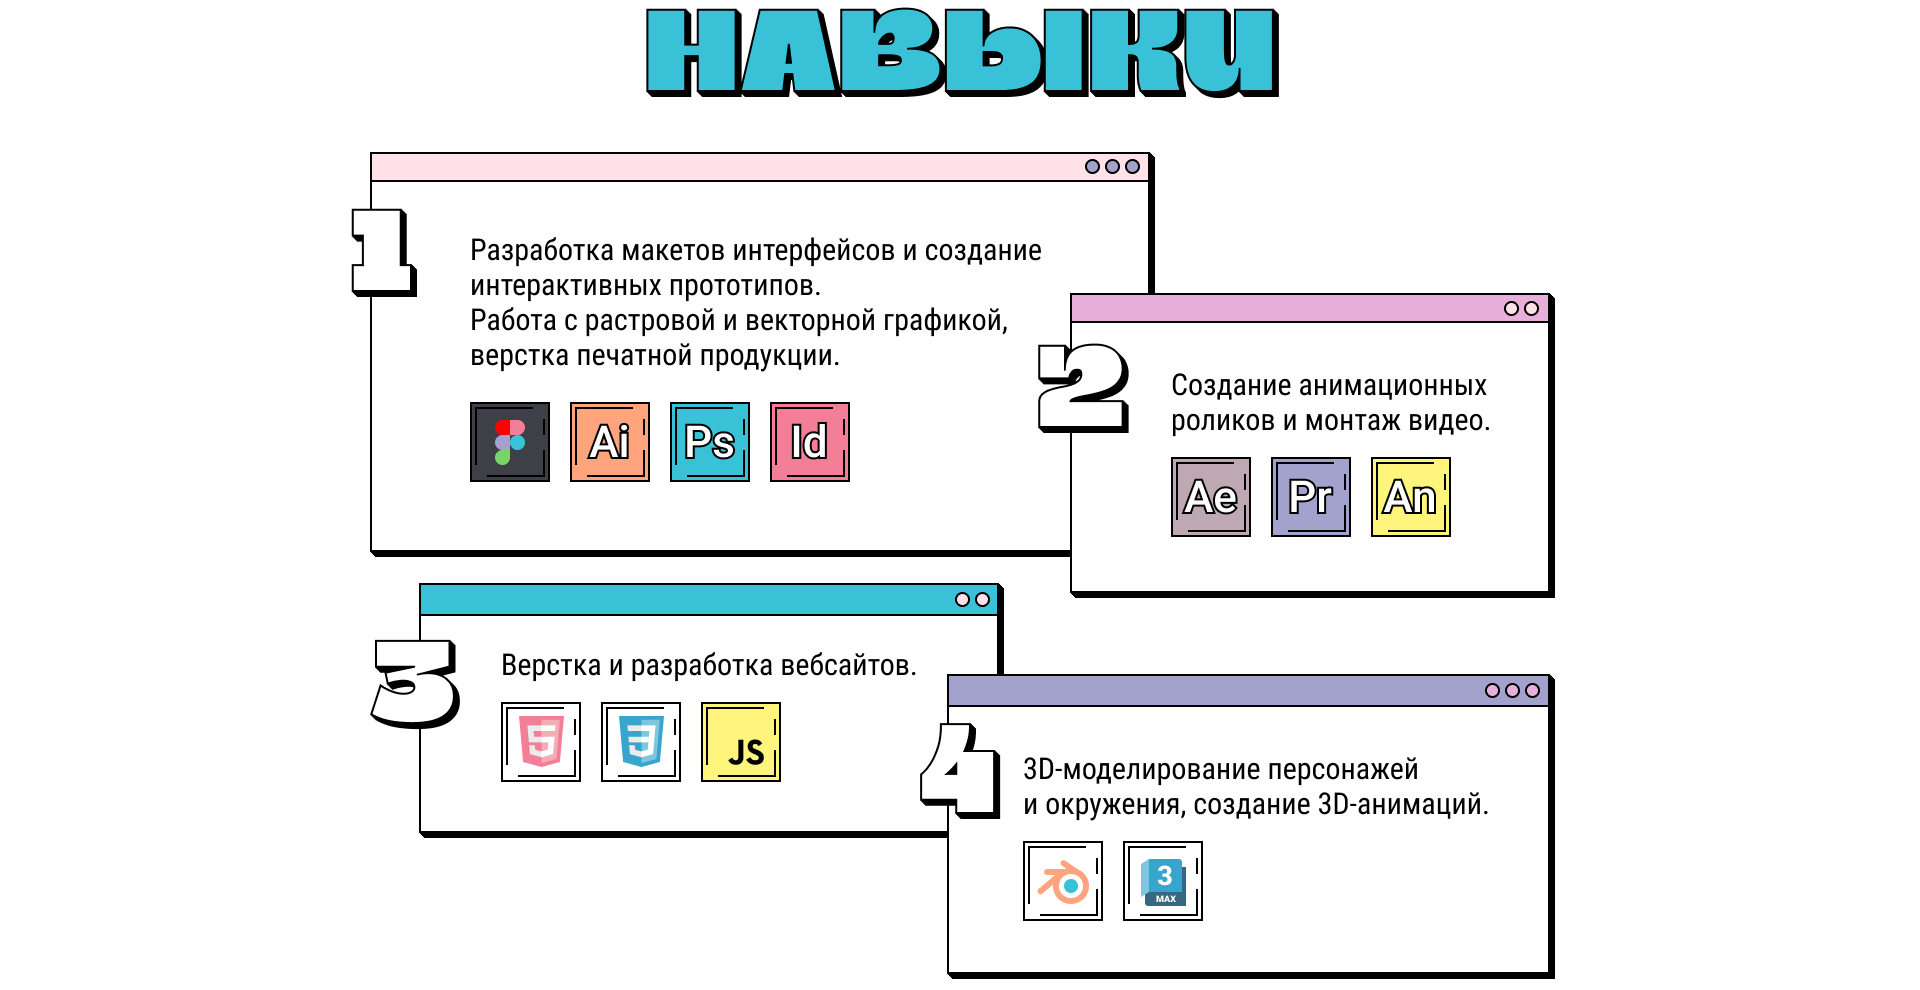 НАВЫКИ
1
Разработка макетов интерфейсов и создание
интерактивных прототипов.
Работа с растровой и векторной графикой,
верстка печатной продукции.
Ai Ps Id
2
Создание анимационных
роликов и монтаж видео.
Ae Pr An
3
Верстка и разработка вебсайтов.
5 3 JS
4
3D-моделирование персонажей
и окружения, создание 3D-анимаций.
3
MAX